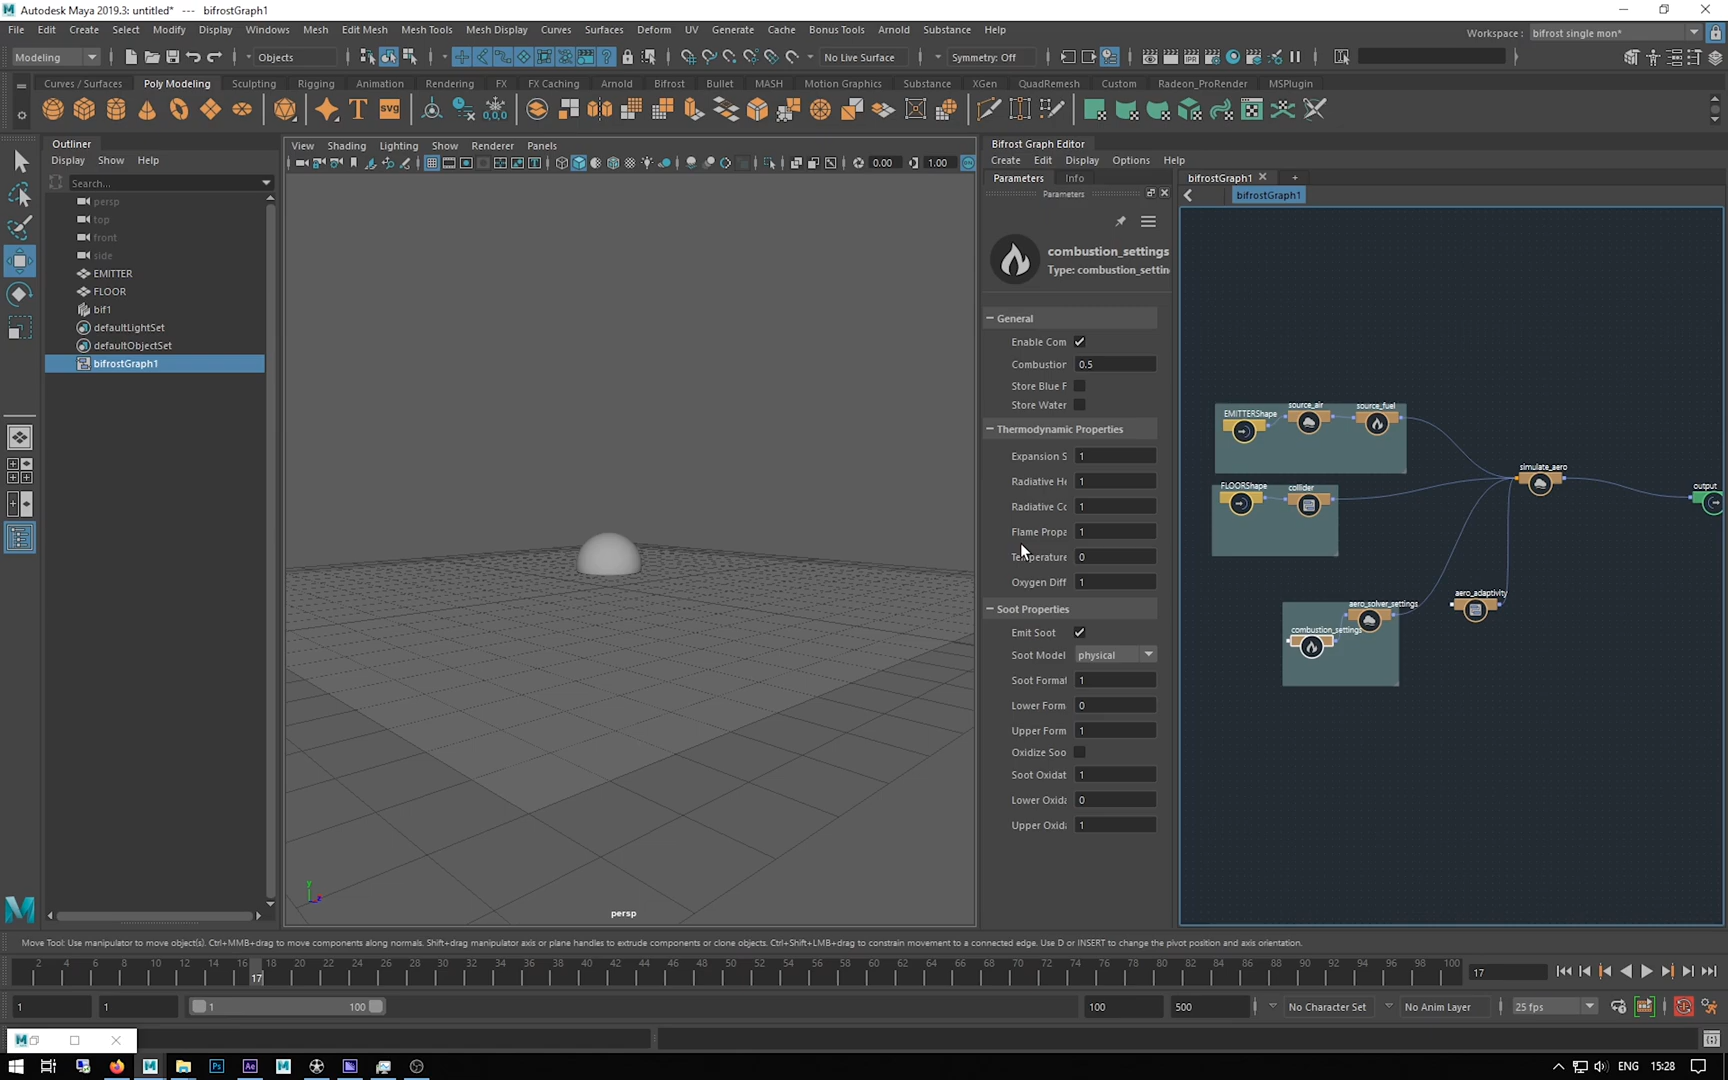 Autodesk Maya 2019.3: untitled* --- bifrostGraph1
File Edit Create Select Modify Display Windows Mesh Edit Mesh Mesh Tools Mesh Display Curves Surfaces Deform UV Generate Cache Bonus Tools Arnold Substance Help
Workspace : bifrost single mon*
Modeling Objects No Live Surface Symmetry: Off
Curves / Surfaces Poly Modeling Sculpting Rigging Animation Rendering FX FX Caching Arnold Bifrost Bullet MASH Motion Graphics Substance XGen QuadRemesh Custom Radeon_ProRender MSPlugin
T svg 0,0,0
Outliner
Display Show Help
Search...
persp
top
front
side
EMITTER
FLOOR
bif1
defaultLightSet
defaultObjectSet
bifrostGraph1
View Shading Lighting Show Renderer Panels
0.00 1.00
persp
Bifrost Graph Editor
Create Edit Display Options Help
Parameters Info
Parameters
combustion_settings
Type: combustion_settin
General
Enable Com
Combustior 0.5
Store Blue F
Store Water
Thermodynamic Properties
Expansion S 1
Radiative He 1
Radiative Co 1
Flame Propa 1
Temperature 0
Oxygen Diff 1
Soot Properties
Emit Soot
Soot Model physical
Soot Format 1
Lower Form 0
Upper Form 1
Oxidize Soo
Soot Oxidat 1
Lower Oxida 0
Upper Oxida 1
bifrostGraph1 +
bifrostGraph1
EMITTERShape source_air source_fuel
FLOORShape collider
simulate_aero
output
aero_solver_settings
combustion_settings
aero_adaptivity
Move Tool: Use manipulator to move object(s). Ctrl+MMB+drag to move components along normals. Shift+drag manipulator axis or plane handles to extrude components or clone objects. Ctrl+Shift+LMB+drag to constrain movement to a connected edge. Use D or INSERT to change the pivot position and axis orientation.
2 4 6 8 10 12 14 16 17 18 20 22 24 26 28 30 32 34 36 38 40 42 44 46 48 50 52 54 56 58 60 62 64 66 68 70 72 74 76 78 80 82 84 86 88 90 92 94 96 98 100 17
1 1 1 100 100 500 No Character Set No Anim Layer 25 fps
Ps Ae ENG 15:28